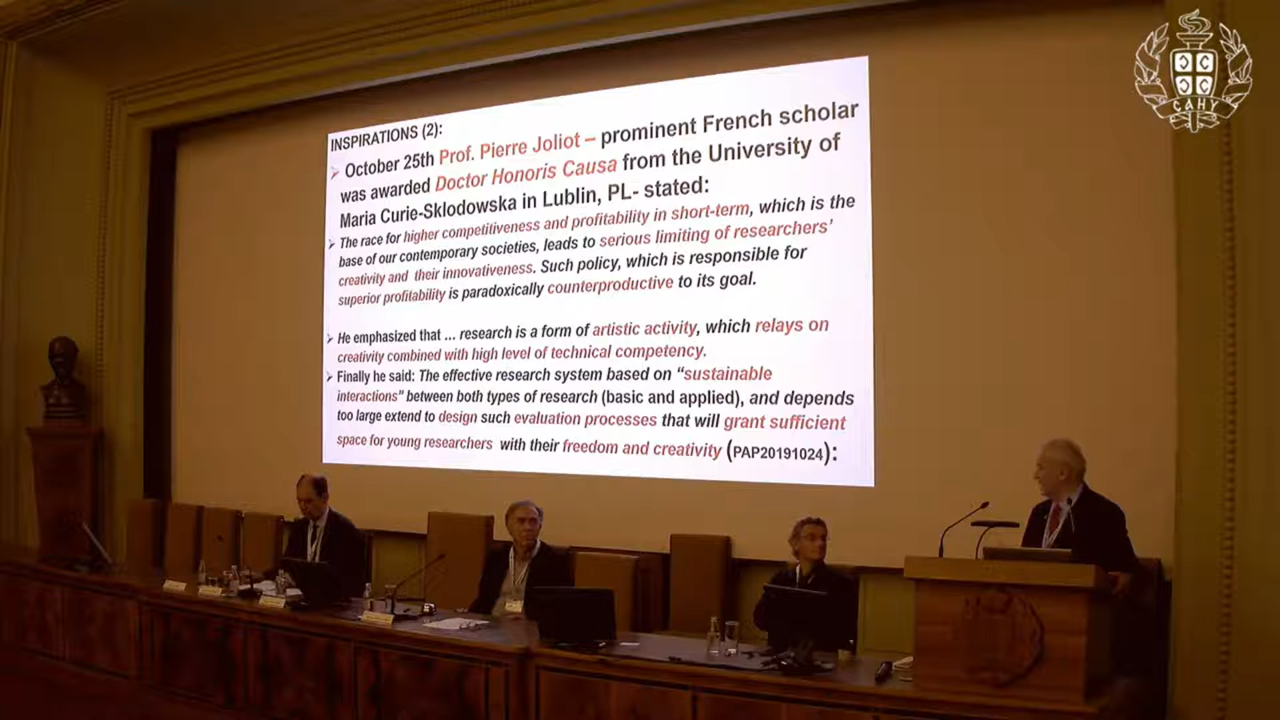 САНУ
INSPIRATIONS (2):
➢ October 25th Prof. Pierre Joliot – prominent French scholar
was awarded Doctor Honoris Causa from the University of
Maria Curie-Sklodowska in Lublin, PL- stated:
➢ The race for higher competitiveness and profitability in short-term, which is the
base of our contemporary societies, leads to serious limiting of researchers'
creativity and their innovativeness. Such policy, which is responsible for
superior profitability is paradoxically counterproductive to its goal.
➢ He emphasized that ... research is a form of artistic activity, which relays on
creativity combined with high level of technical competency.
➢ Finally he said: The effective research system based on “sustainable
interactions” between both types of research (basic and applied), and depends
too large extend to design such evaluation processes that will grant sufficient
space for young researchers with their freedom and creativity (PAP20191024):